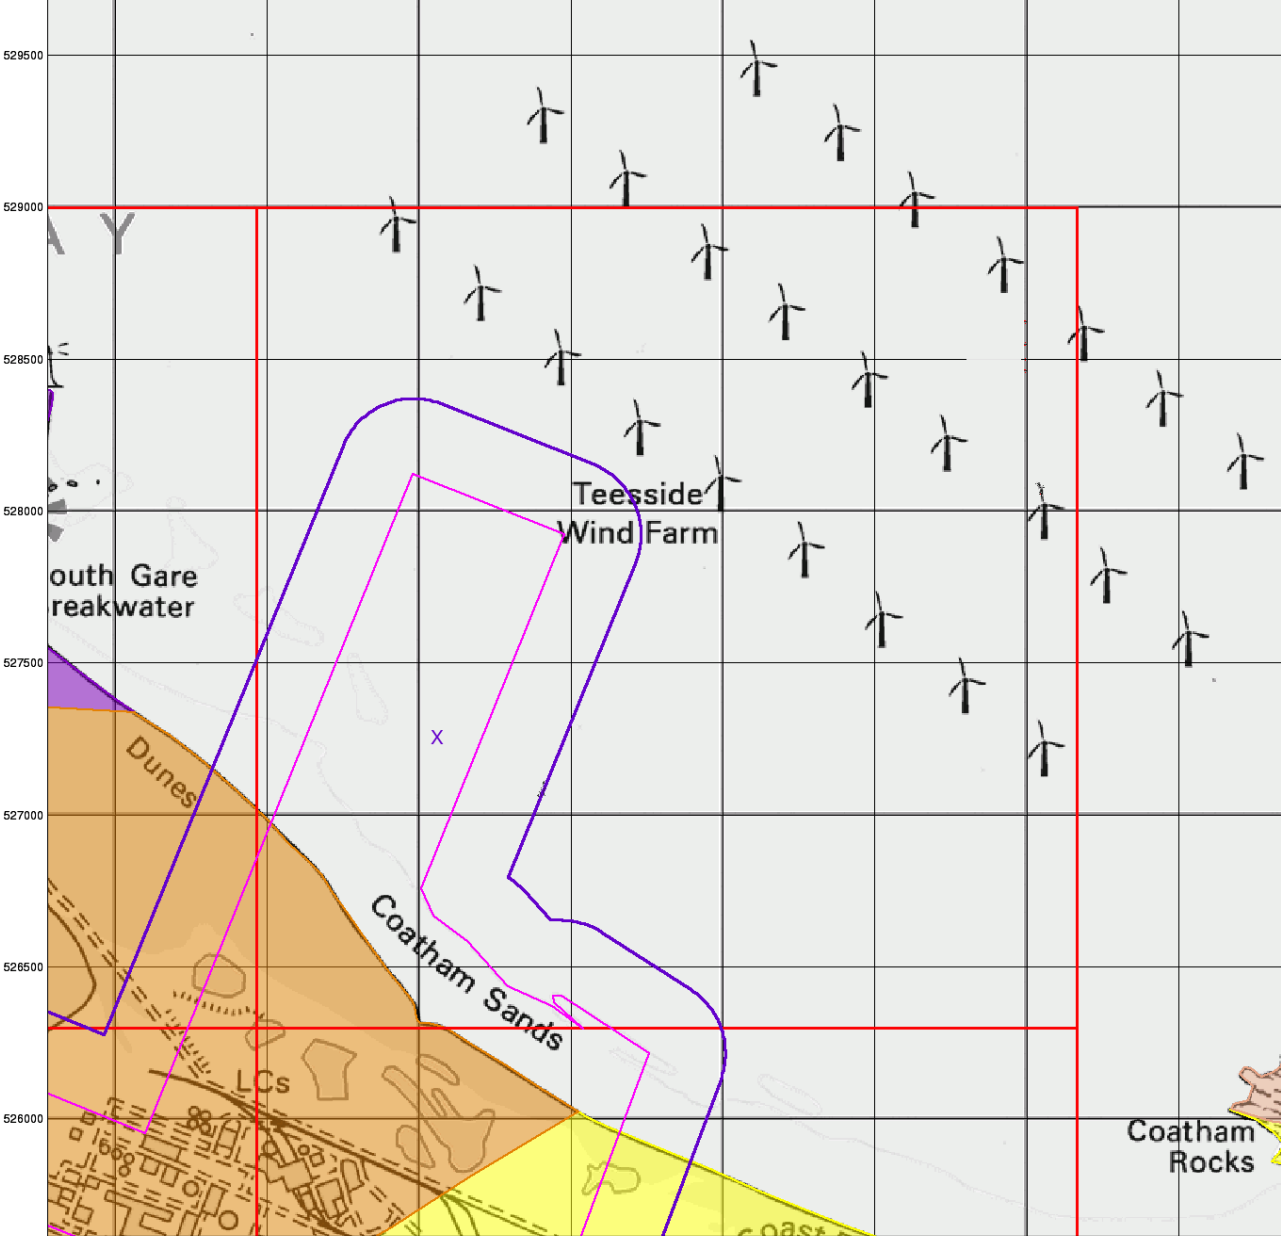 529500
529000
A Y
528500
Teesside
528000
Wind Farm
outh Gare
reakwater
527500
X
Dunes
527000
Coatham Sands
526500
LCs
526000
Coatham
Rocks